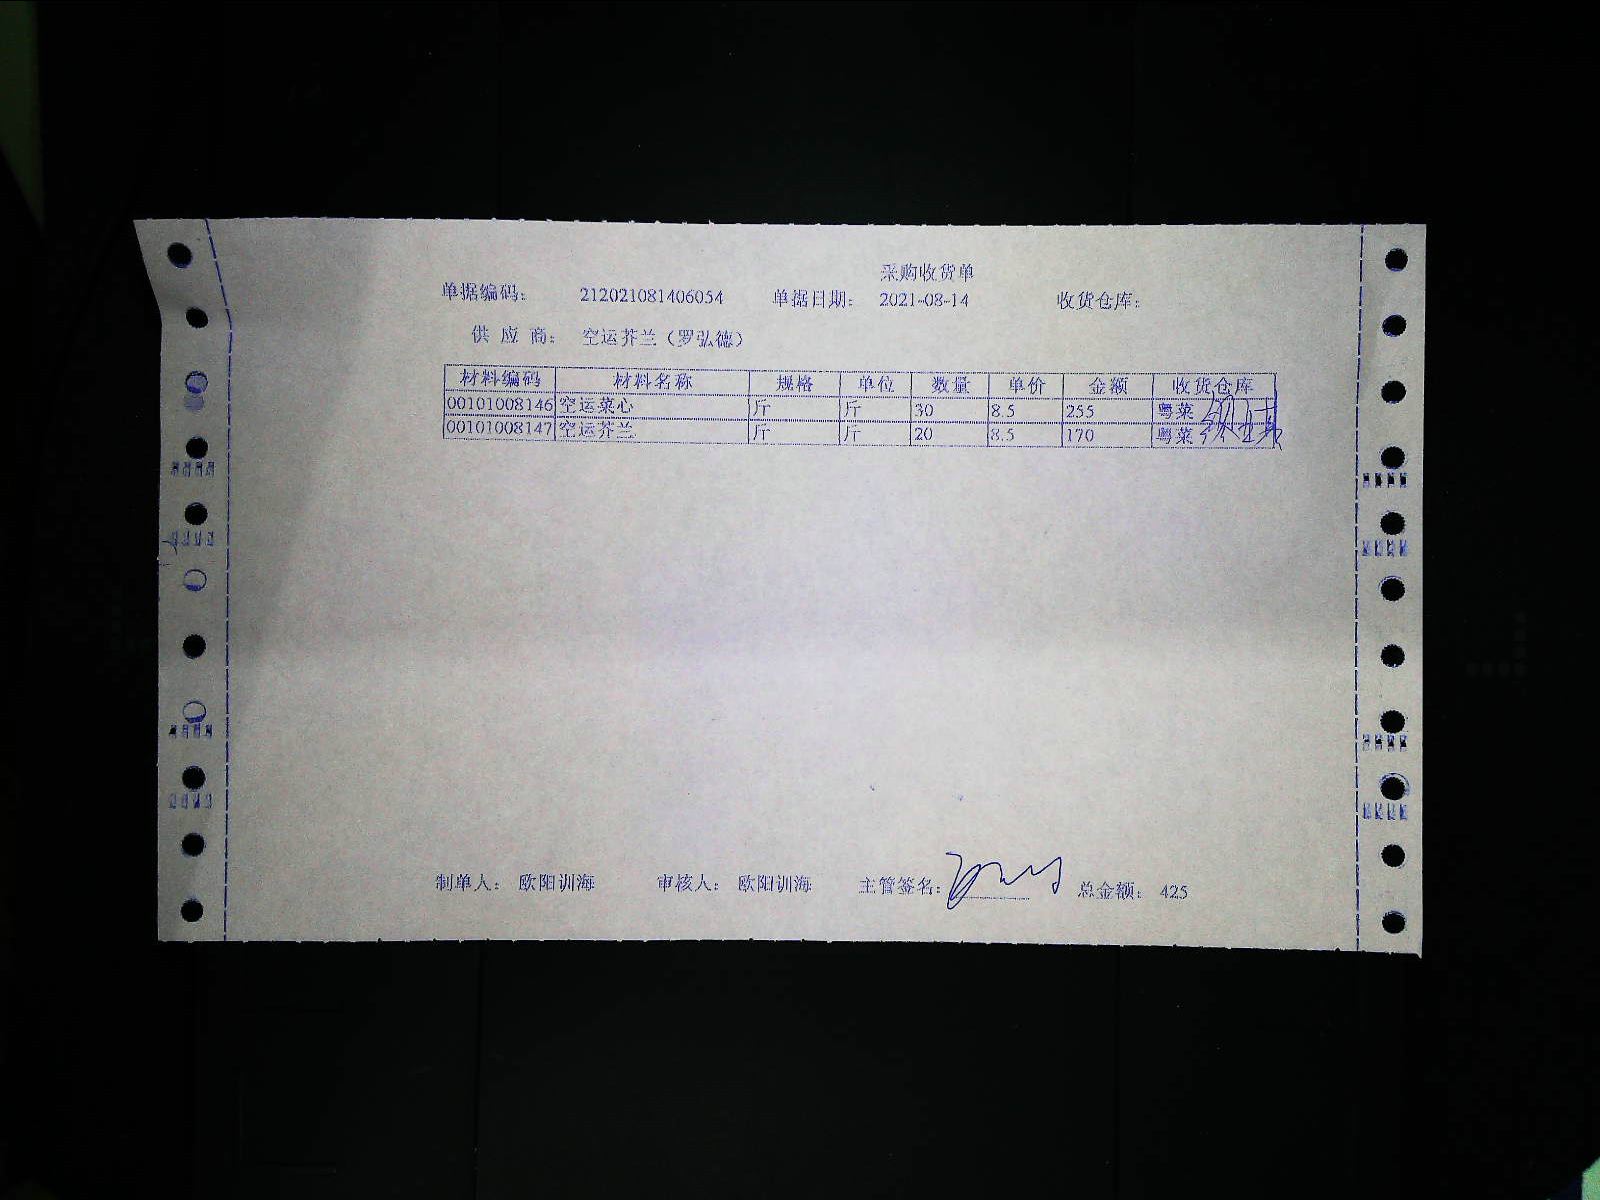 采购收货单
单据编码： 212021081406054 单据日期： 2021-08-14 收货仓库：
供 应 商： 空运芥兰（罗弘德）
材料编码 材料名称 规格 单位 数量 单价 金额 收货仓库
00101008146 空运菜心 斤 斤 30 8.5 255 粤菜
00101008147 空运芥兰 斤 斤 20 8.5 170 粤菜
制单人： 欧阳训海 审核人： 欧阳训海 主管签名： 总金额： 425